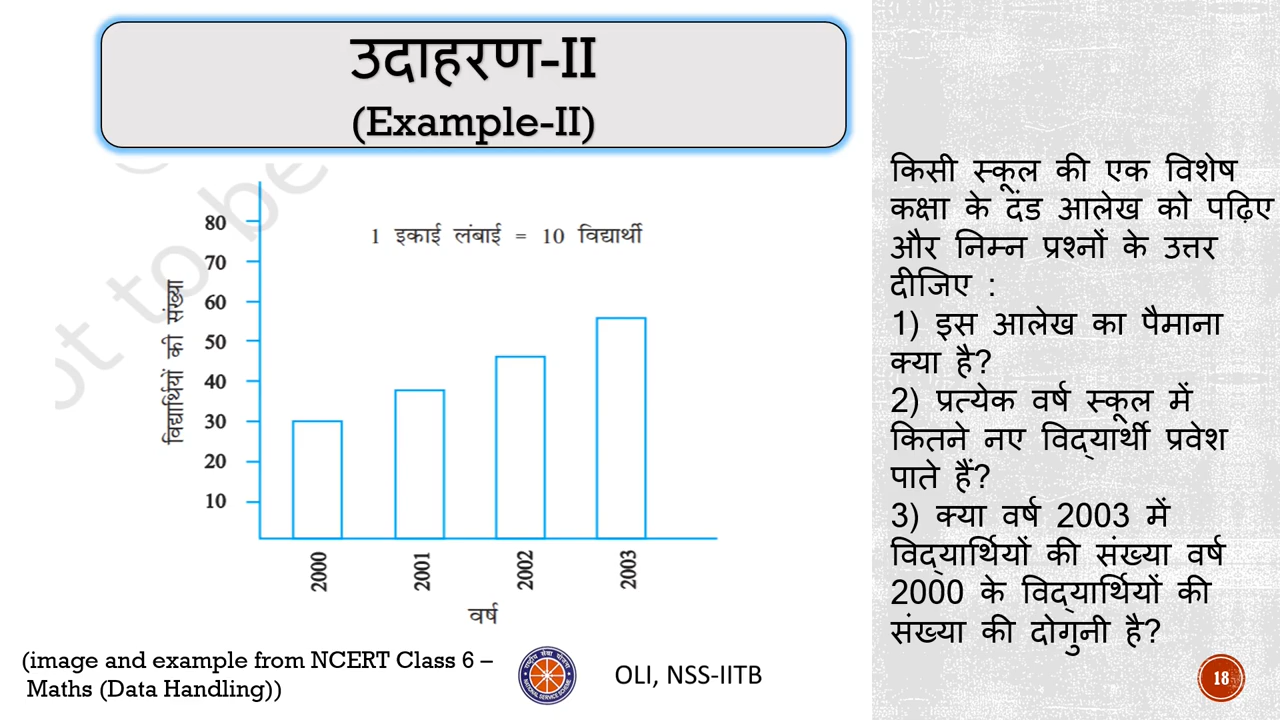 उदाहरण-II
(Example-II)
ot to be
1 इकाई लंबाई = 10 विद्यार्थी
विद्यार्थियों की संख्या
80
70
60
50
40
30
20
10
2000
2001
2002
2003
वर्ष
(image and example from NCERT Class 6 –
Maths (Data Handling))
OLI, NSS-IITB
किसी स्कूल की एक विशेष
कक्षा के दंड आलेख को पढ़िए
और निम्न प्रश्नों के उत्तर
दीजिए :
1) इस आलेख का पैमाना
क्या है?
2) प्रत्येक वर्ष स्कूल में
कितने नए विद्यार्थी प्रवेश
पाते हैं?
3) क्या वर्ष 2003 में
विद्यार्थियों की संख्या वर्ष
2000 के विद्यार्थियों की
संख्या की दोगुनी है?
18